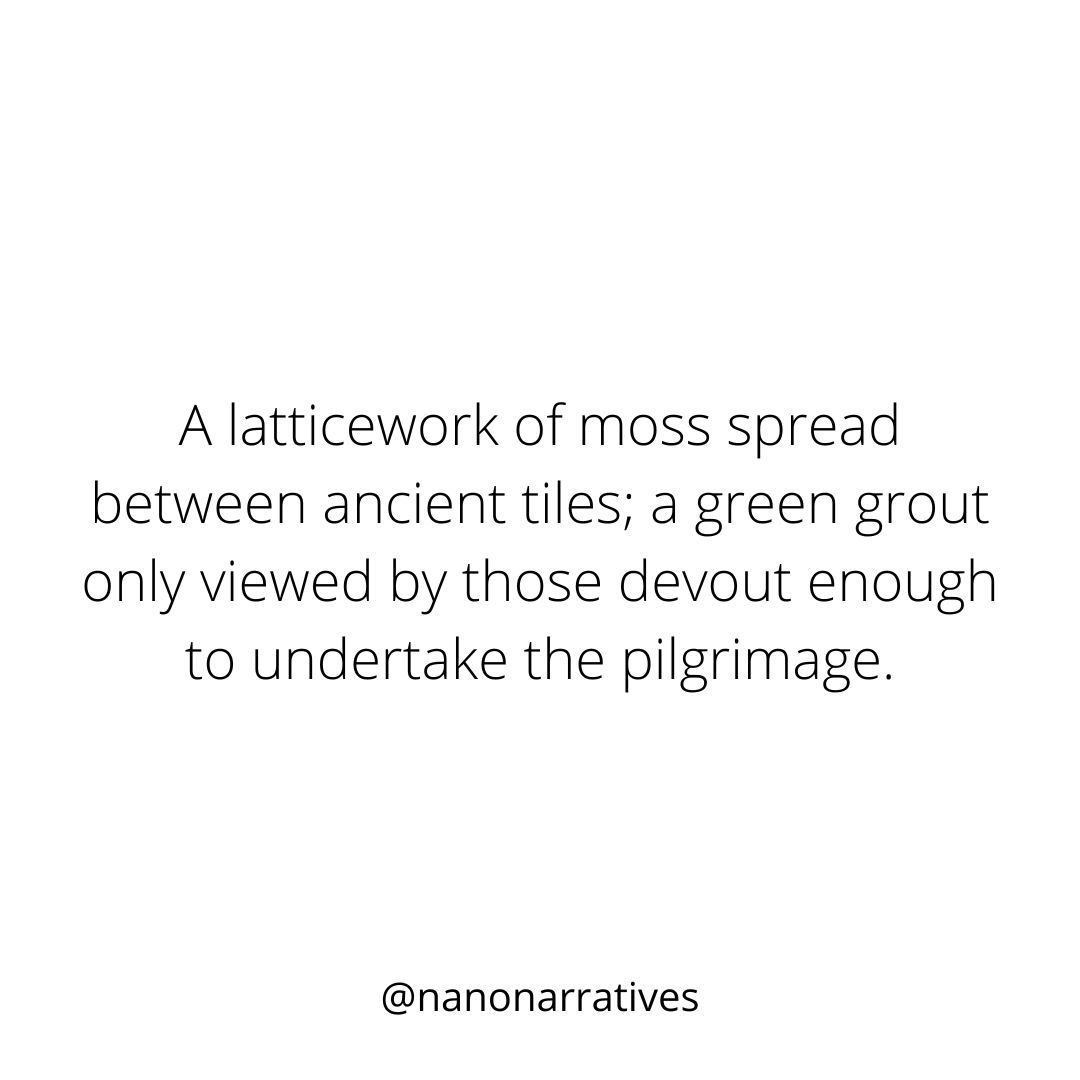 A latticework of moss spread
between ancient tiles; a green grout
only viewed by those devout enough
to undertake the pilgrimage.
@nanonarratives